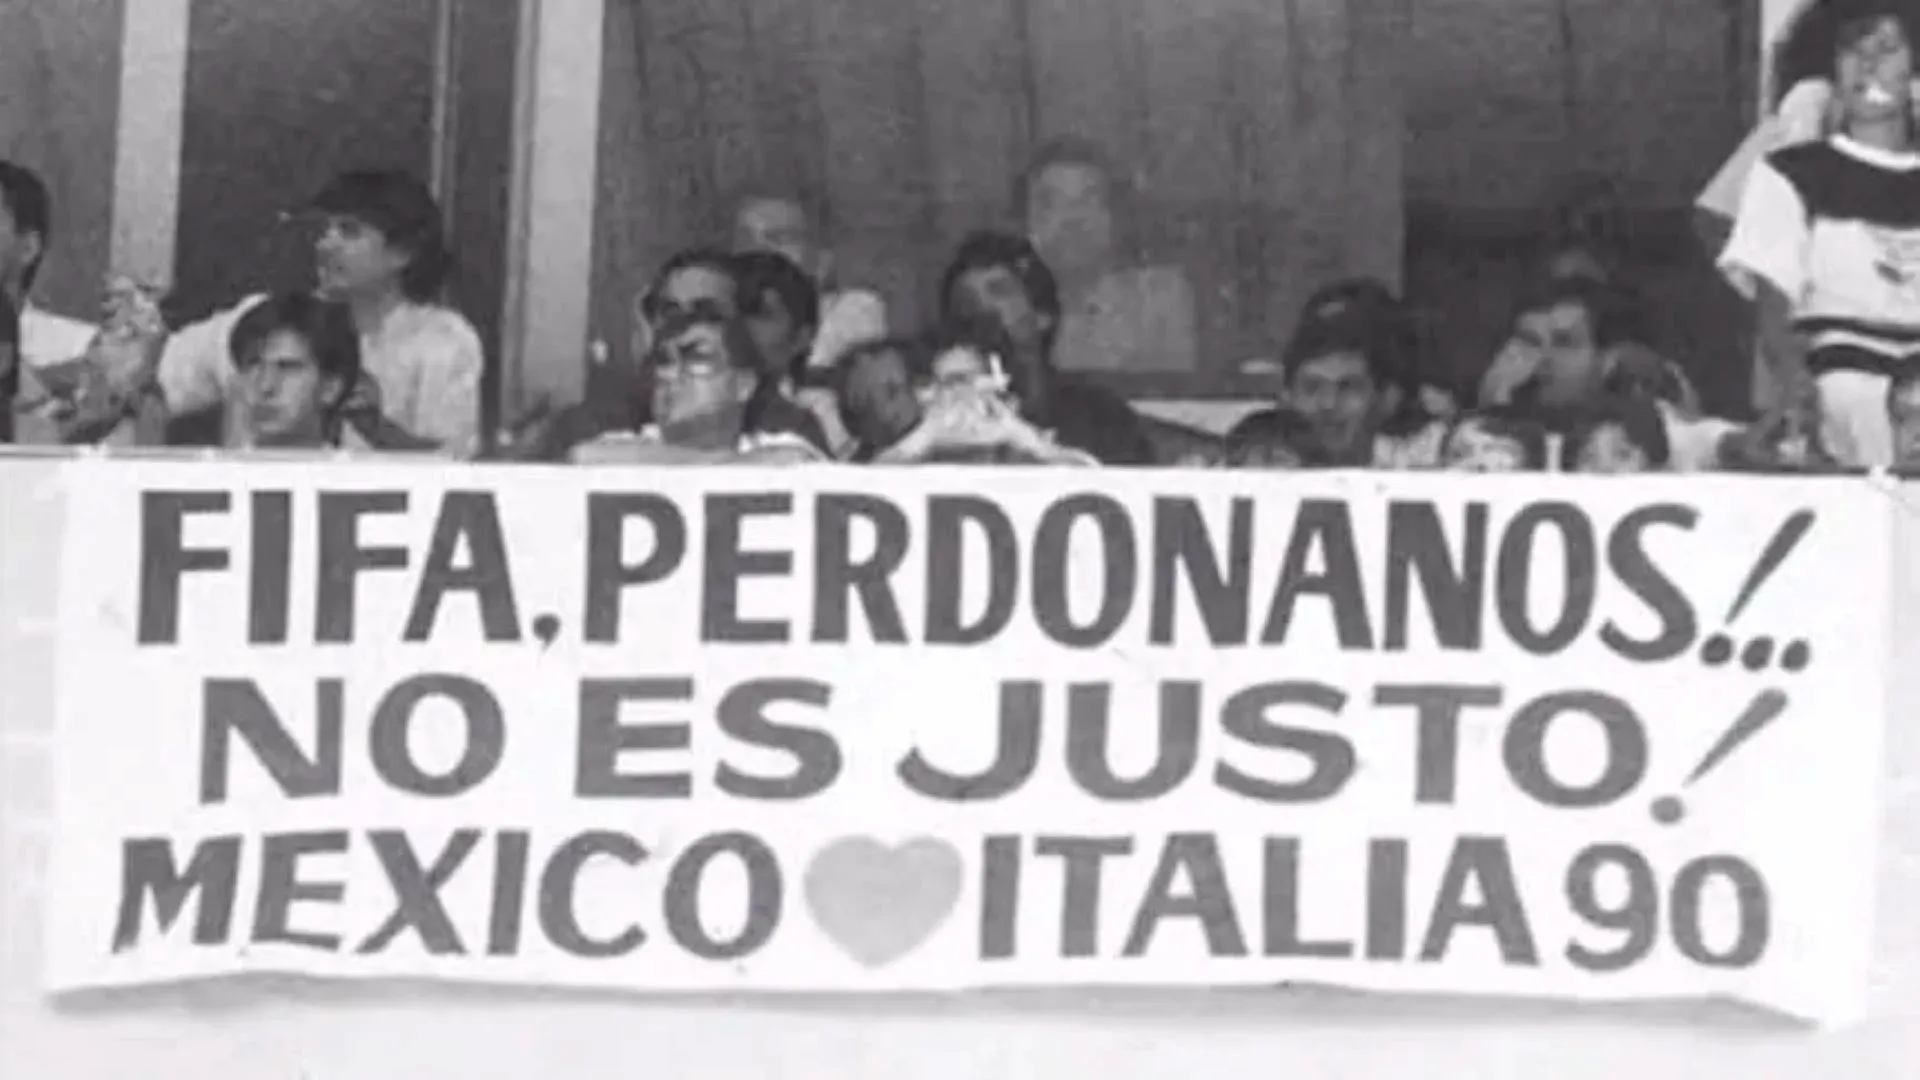 FIFA, PERDONANOS!...
NO ES JUSTO!
MEXICO ITALIA 90